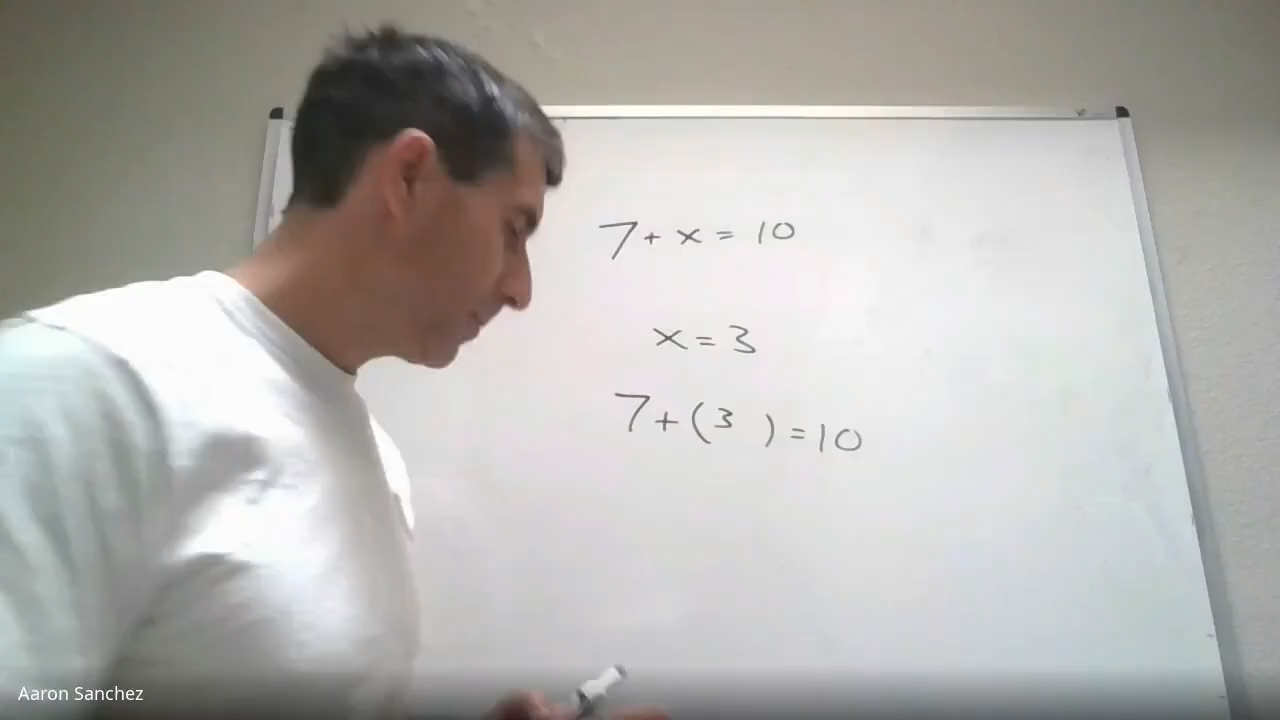 7 + x = 10
x = 3
7 + (3 ) = 10
Aaron Sanchez